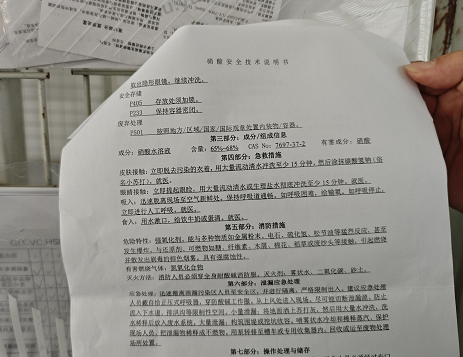 硝酸安全技术说明书
取出隐形眼镜，继续冲洗。
安全存储
P405 存放处须加锁。
P233 保持容器密闭。
废弃处理
P501 按照地方/区域/国家/国际规章处置内装物/容器。
第三部分：成分/组成信息
成分：硝酸水溶液 含量：65%-68% CAS No: 7697-37-2 有害成分：硝酸
第四部分：急救措施
皮肤接触：立即脱去污染的衣着，用大量流动清水冲洗至少 15 分钟，然后涂抹碳酸氢钠（俗
名小苏打），就医。
眼睛接触：立即提起眼睑，用大量流动清水或生理盐水彻底冲洗至少 15 分钟，就医。
吸入：迅速脱离现场至空气新鲜处。保持呼吸道通畅。如呼吸困难，给输氧。如呼吸停止，
立即进行人工呼吸，就医。
食入：用水漱口，给饮牛奶或蛋清，就医。
第五部分：消防措施
危险特性：强氧化剂。能与多种物质如金属粉末、电石、硫化氢、松节油等猛烈反应，甚至
发生爆炸。与还原剂、可燃物如糖、纤维素、木屑、棉花、稻草或废纱头等接触，引起燃烧
并散发出剧毒的棕色烟雾。具有强腐蚀性。
有害燃烧气体：氮氧化合物
灭火方法：消防人员必须穿全身耐酸碱消防服。灭火剂：雾状水、二氧化碳、砂土。
第六部分：泄漏应急处理
应急处理：迅速撤离泄漏污染区人员至安全区，并进行隔离，严格限制出入。建议应急处理
人员戴自给正压式呼吸器，穿防酸碱工作服。从上风处进入现场。尽可能切断泄漏源。防止
流入下水道、排洪沟等限制性空间。小量泄漏：将地面洒上苏打灰，然后用大量水冲洗，洗
水稀释后放入废水系统。大量泄漏：构筑围堤或挖坑收容。喷雾状水冷却和稀释蒸汽、保护
现场人员、把泄漏物稀释成不燃物。用泵转移至槽车或专用收集器内，回收或运至废物处理
场所处置。
第七部分：操作处理与储存